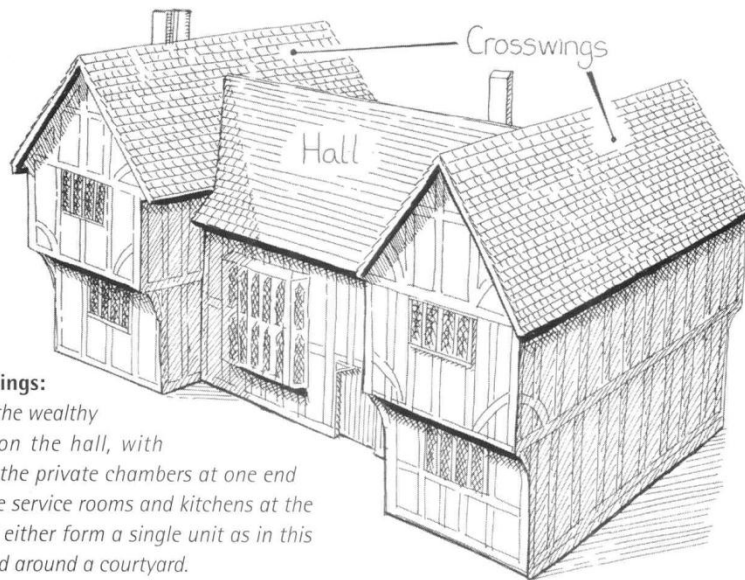 Crosswings
Hall
ings:
the wealthy
on the hall, with
the private chambers at one end
e service rooms and kitchens at the
either form a single unit as in this
d around a courtyard.